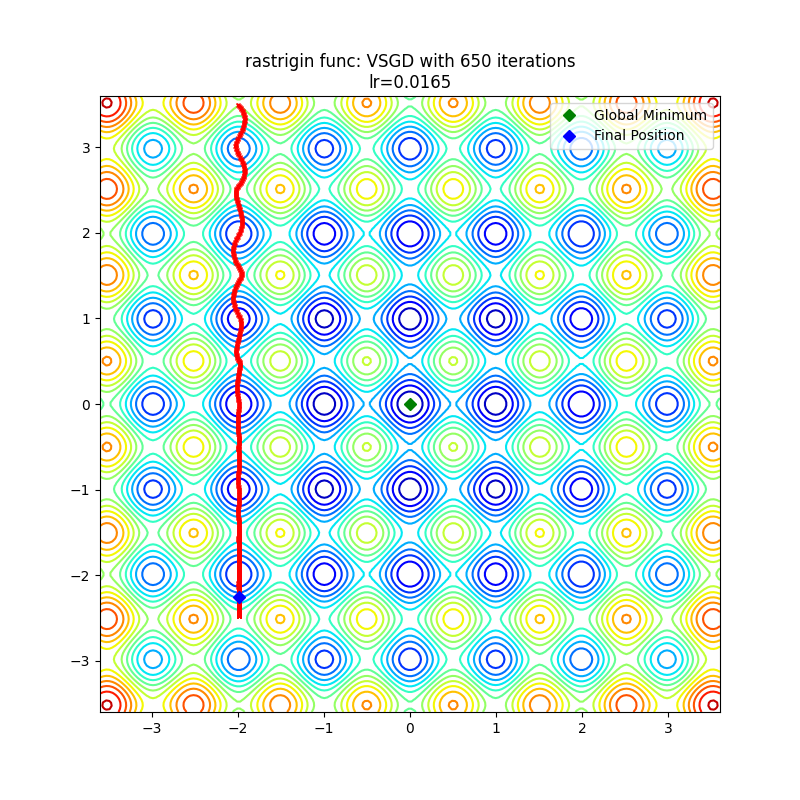 rastrigin func: VSGD with 650 iterations
lr=0.0165
Global Minimum
Final Position
3
2
1
0
−1
−2
−3
−3 −2 −1 0 1 2 3